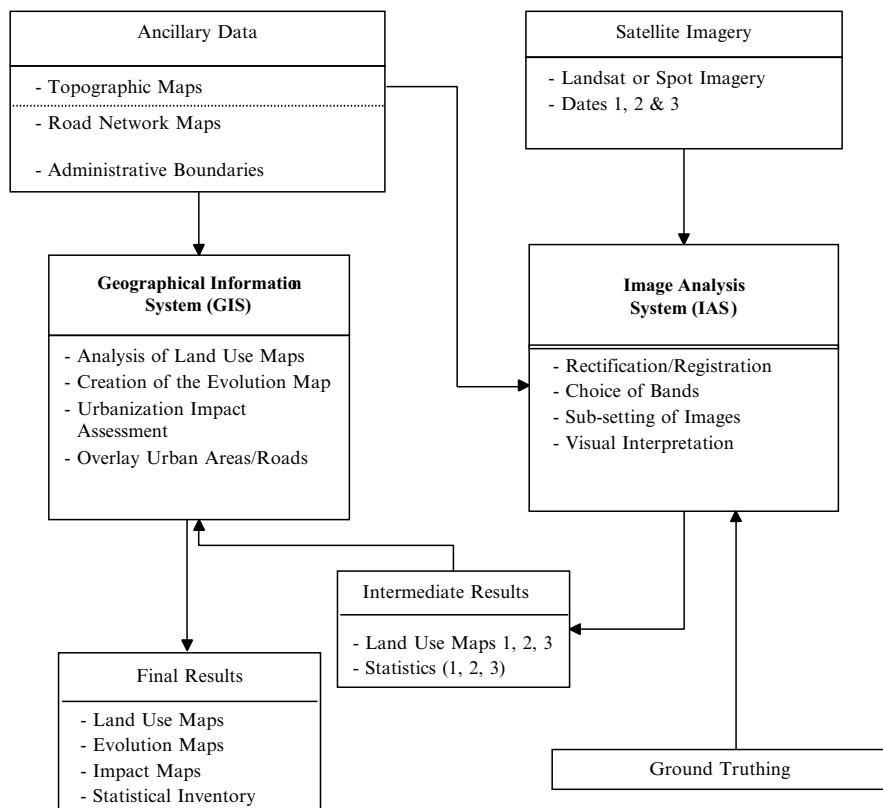 Ancillary Data
- Topographic Maps
- Road Network Maps
- Administrative Boundaries
Satellite Imagery
- Landsat or Spot Imagery
- Dates 1, 2 & 3
Geographical Information
System (GIS)
- Analysis of Land Use Maps
- Creation of the Evolution Map
- Urbanization Impact
Assessment
- Overlay Urban Areas/Roads
Image Analysis
System (IAS)
- Rectification/Registration
- Choice of Bands
- Sub-setting of Images
- Visual Interpretation
Intermediate Results
- Land Use Maps 1, 2, 3
- Statistics (1, 2, 3)
Final Results
- Land Use Maps
- Evolution Maps
- Impact Maps
- Statistical Inventory
Ground Truthing